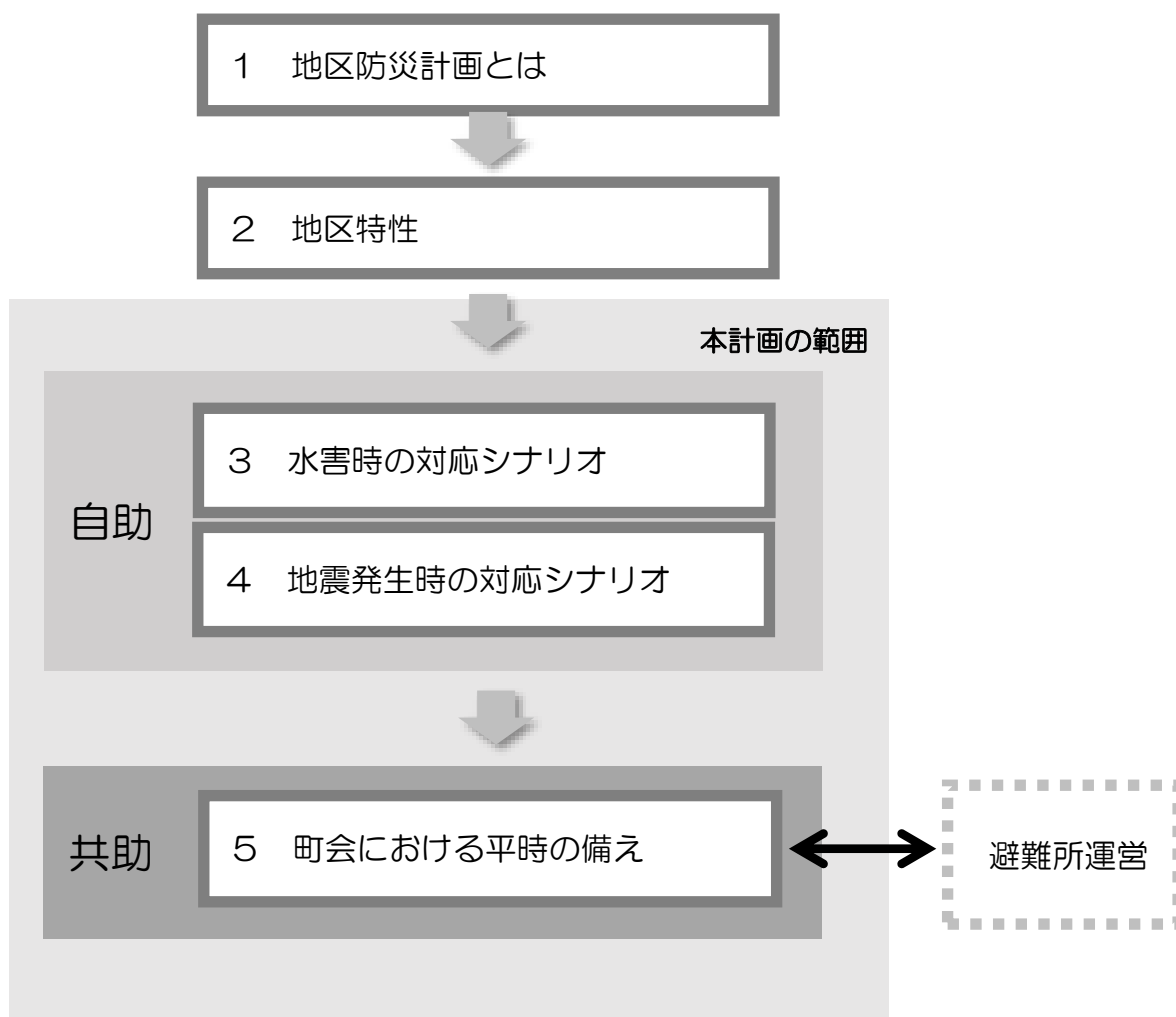 １　地区防災計画とは
２　地区特性
本計画の範囲
自助
３　水害時の対応シナリオ
４　地震発生時の対応シナリオ
共助
５　町会における平時の備え
避難所運営